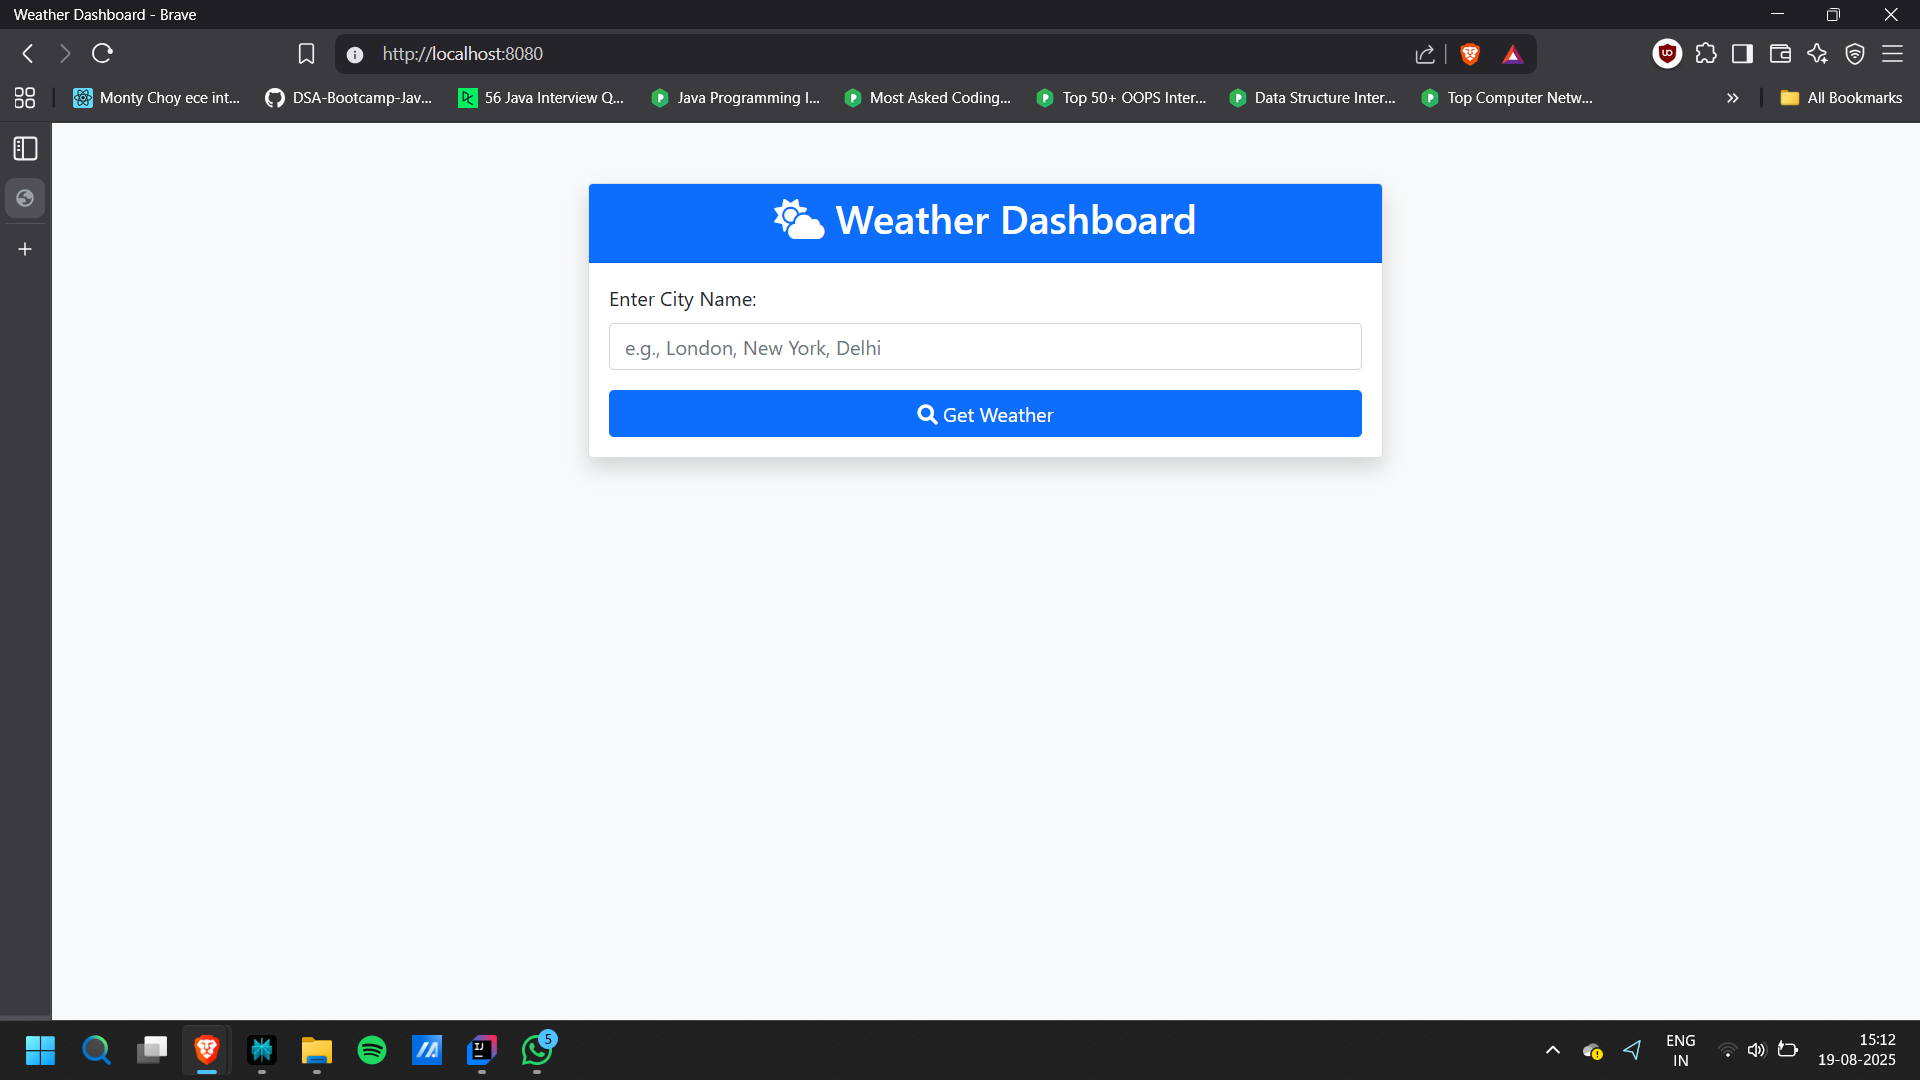 Weather Dashboard - Brave
http://localhost:8080
Monty Choy ece int...
DSA-Bootcamp-Jav...
56 Java Interview Q...
Java Programming I...
Most Asked Coding...
Top 50+ OOPS Inter...
Data Structure Inter...
Top Computer Netw...
All Bookmarks
Weather Dashboard
Enter City Name:
e.g., London, New York, Delhi
Get Weather
5
ENG
IN
15:12
19-08-2025